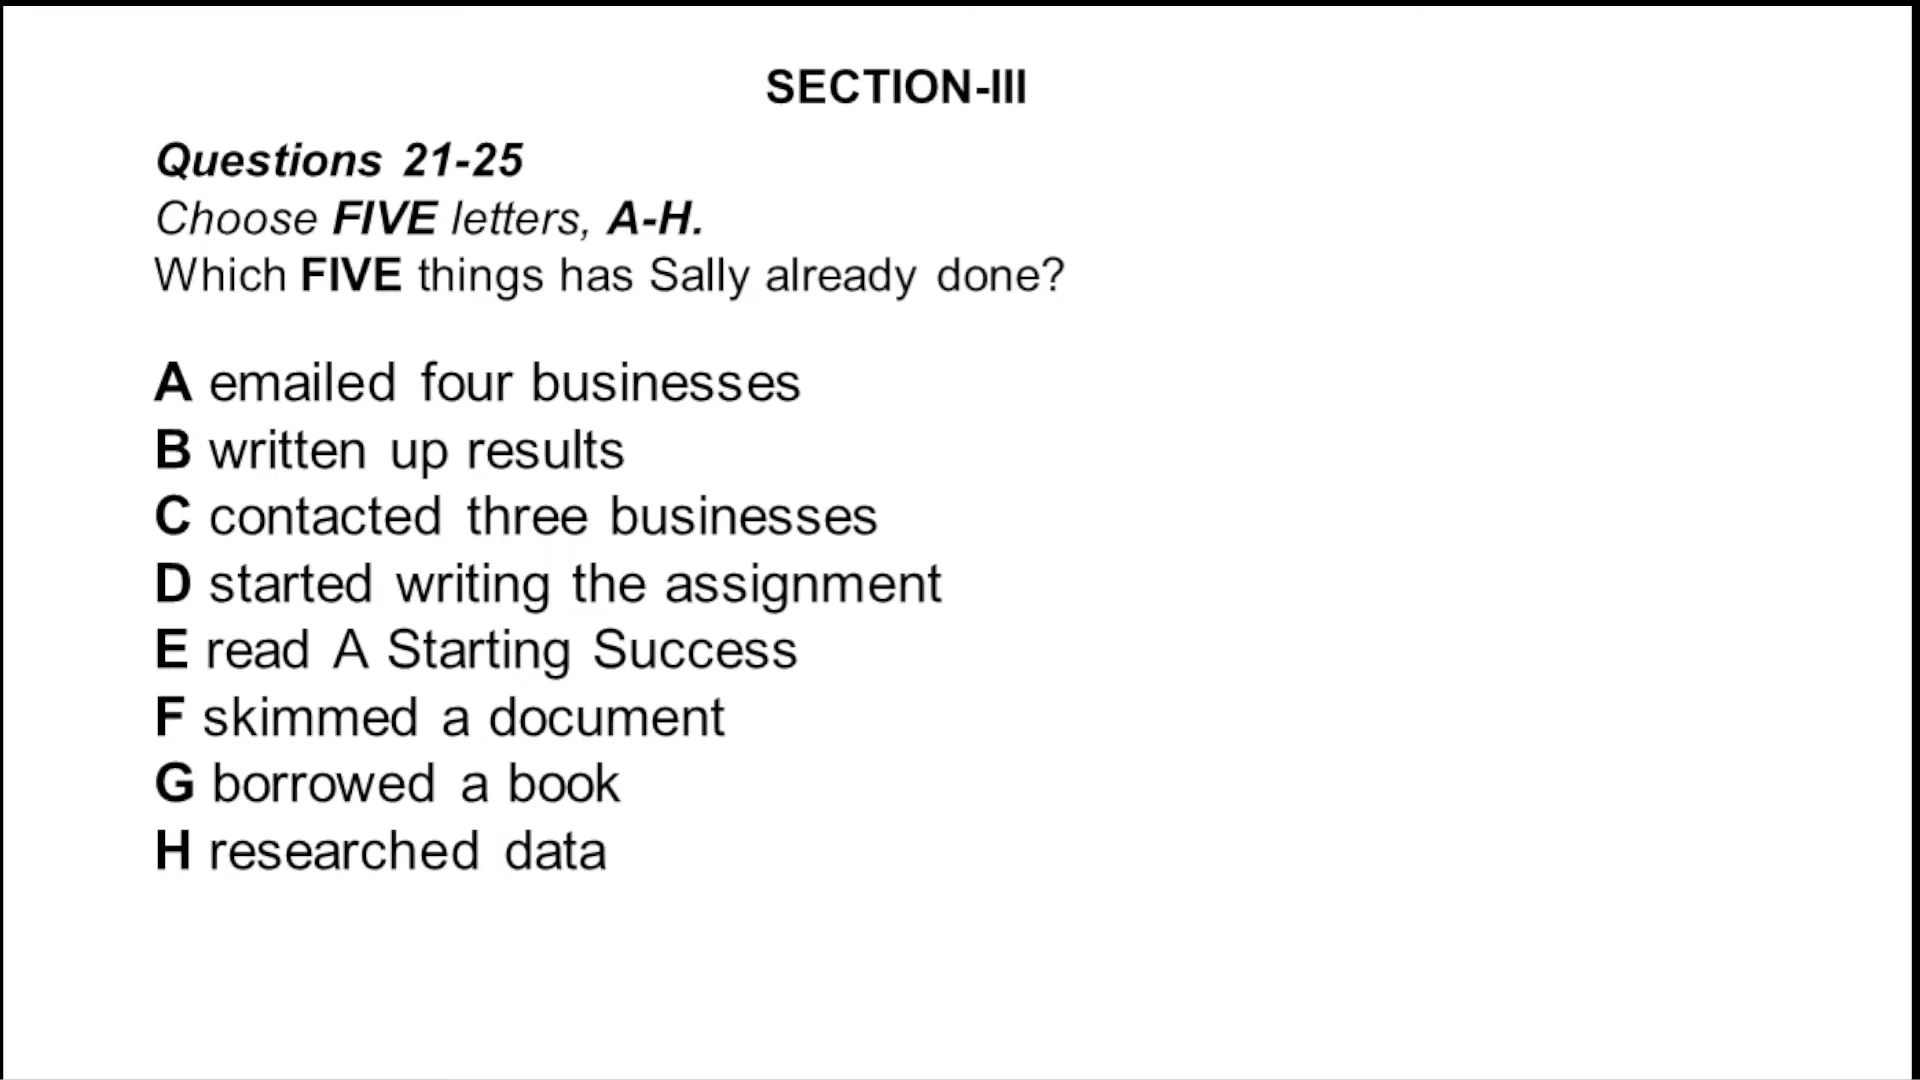 SECTION-III
Questions 21-25
Choose FIVE letters, A-H.
Which FIVE things has Sally already done?
A emailed four businesses
B written up results
C contacted three businesses
D started writing the assignment
E read A Starting Success
F skimmed a document
G borrowed a book
H researched data